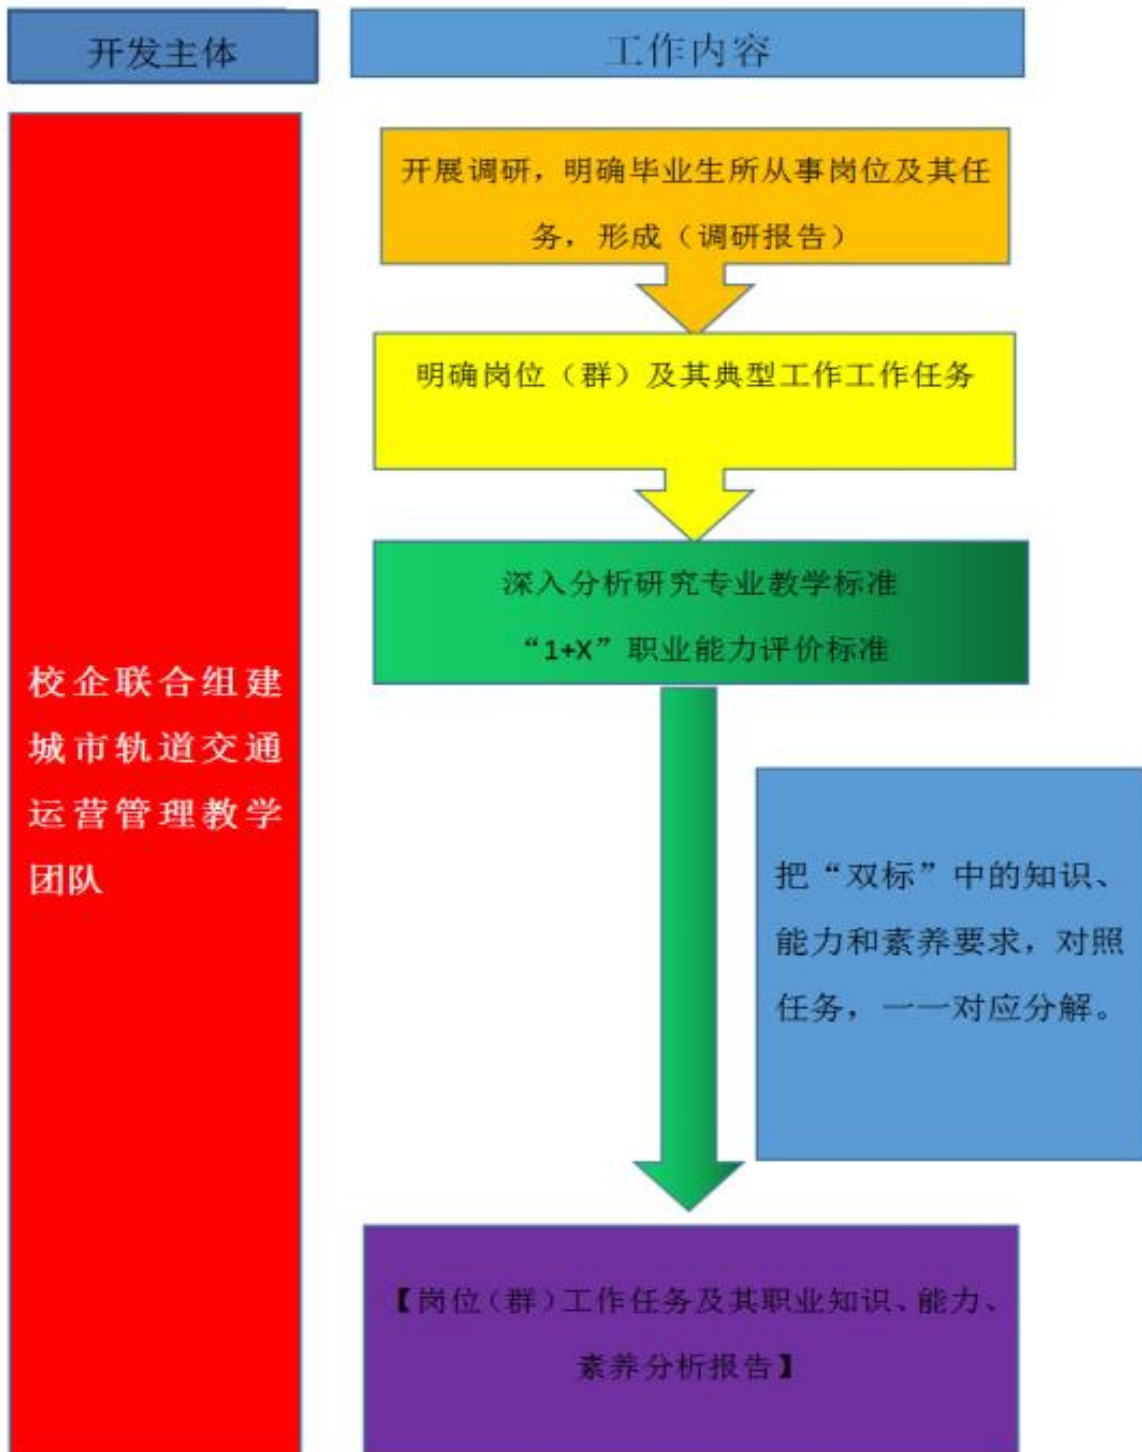 开发主体
工作内容
校企联合组建
城市轨道交通
运营管理教学
团队
开展调研，明确毕业生所从事岗位及其任
务，形成（调研报告）
明确岗位（群）及其典型工作工作任务
深入分析研究专业教学标准
“1+X”职业能力评价标准
把“双标”中的知识、
能力和素养要求，对照
任务，一一对应分解。
【岗位（群）工作任务及其职业知识、能力、
素养分析报告】